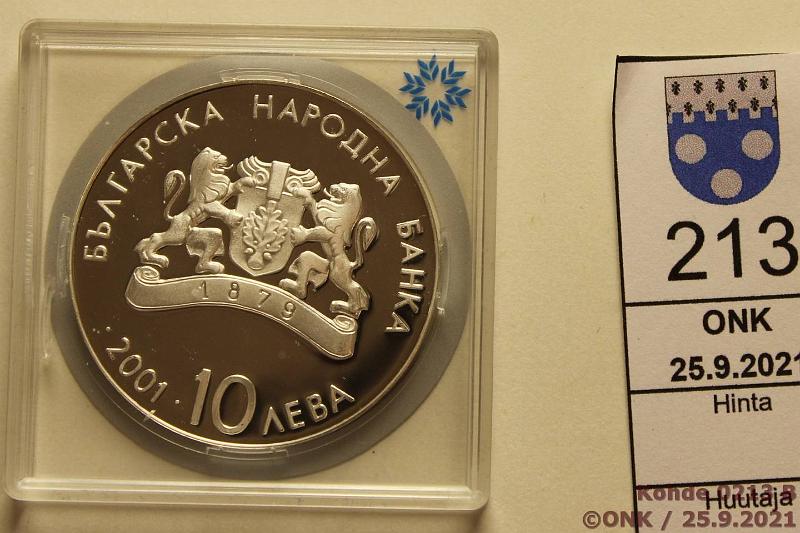 БЪЛГАРСКА НАРОДНА БАНКА
1879
· 2001 · 10 ЛЕВА
213
ONK
25.9.2021
Hinta
Huutaja
Kohde 0213 B
©ONK / 25.9.2021